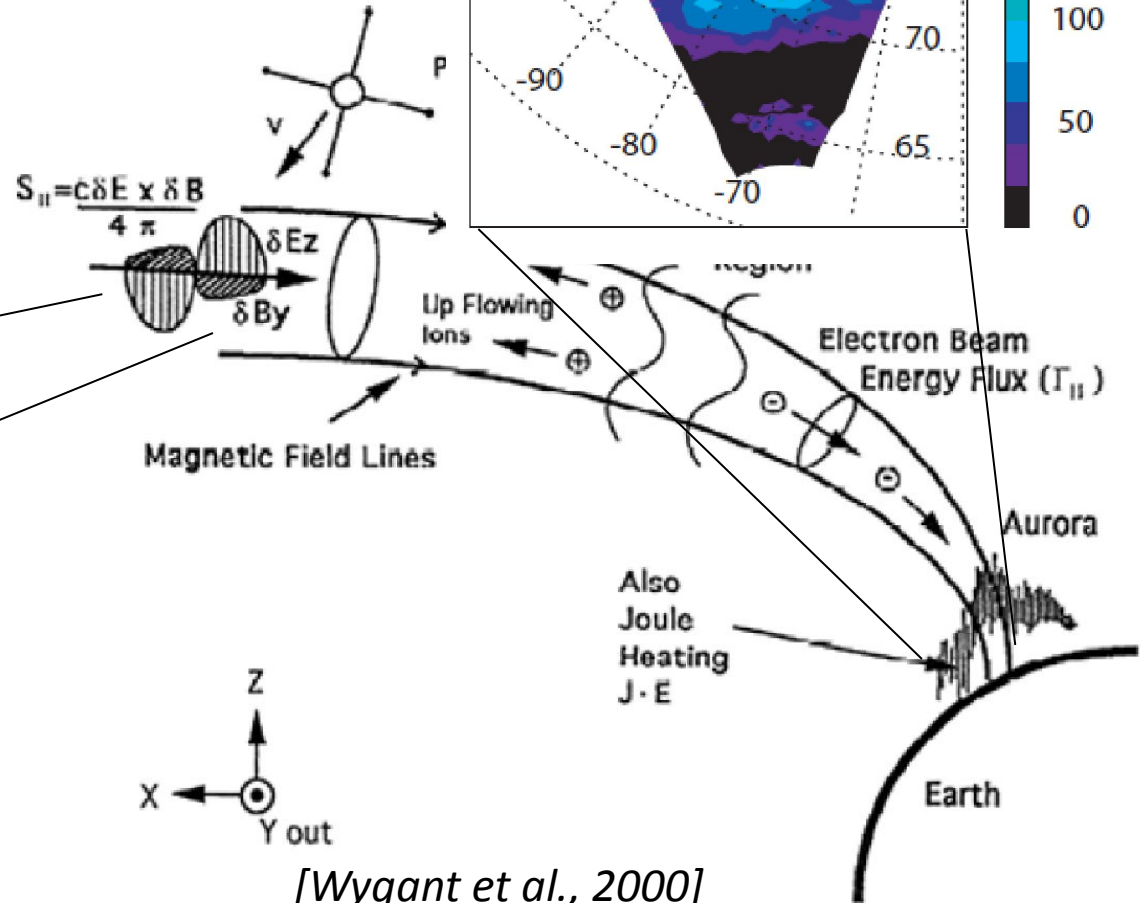 100
70
-90
P
50
V
-80
65
-70
0
S||=cδE x δB
4 π
δEz
δBy
Region
Up Flowing
Ions
⊕
⊕
Electron Beam
Energy Flux (Γ||)
⊖
⊖
Magnetic Field Lines
Aurora
Also
Joule
Heating
J·E
Z
X
Y out
Earth
[Wygant et al., 2000]